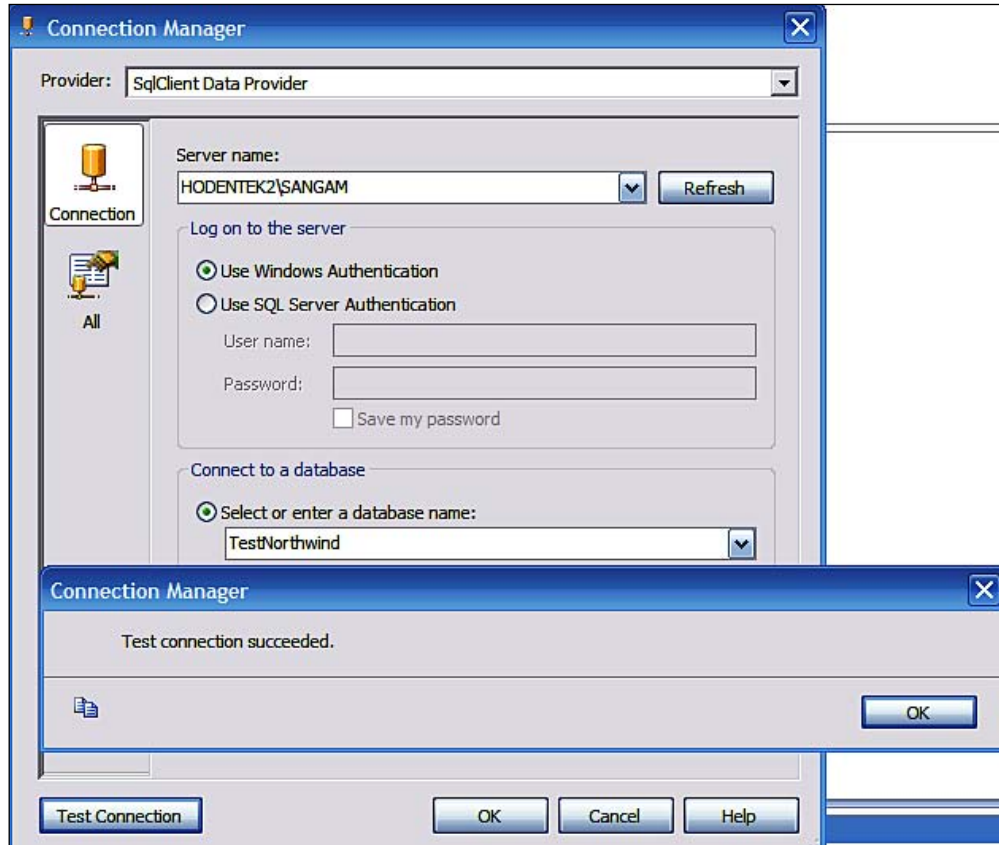 Connection Manager
Provider: SqlClient Data Provider
Connection
All
Server name:
HODENTEK2\SANGAM
Refresh
Log on to the server
Use Windows Authentication
Use SQL Server Authentication
User name:
Password:
Save my password
Connect to a database
Select or enter a database name:
TestNorthwind
Connection Manager
Test connection succeeded.
OK
Test Connection
OK
Cancel
Help